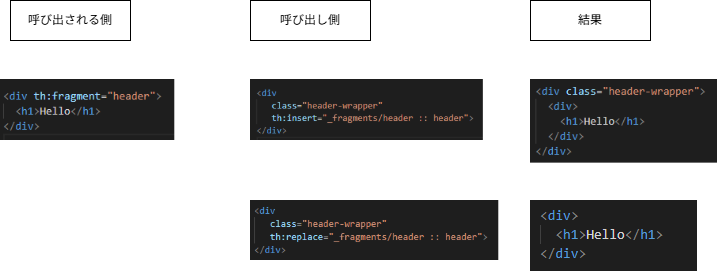 呼び出される側
呼び出し側
結果
<div th:fragment="header">
<h1>Hello</h1>
</div>
<div
class="header-wrapper"
th:insert="_fragments/header :: header">
</div>
<div class="header-wrapper">
<div>
<h1>Hello</h1>
</div>
</div>
<div
class="header-wrapper"
th:replace="_fragments/header :: header">
</div>
<div>
<h1>Hello</h1>
</div>